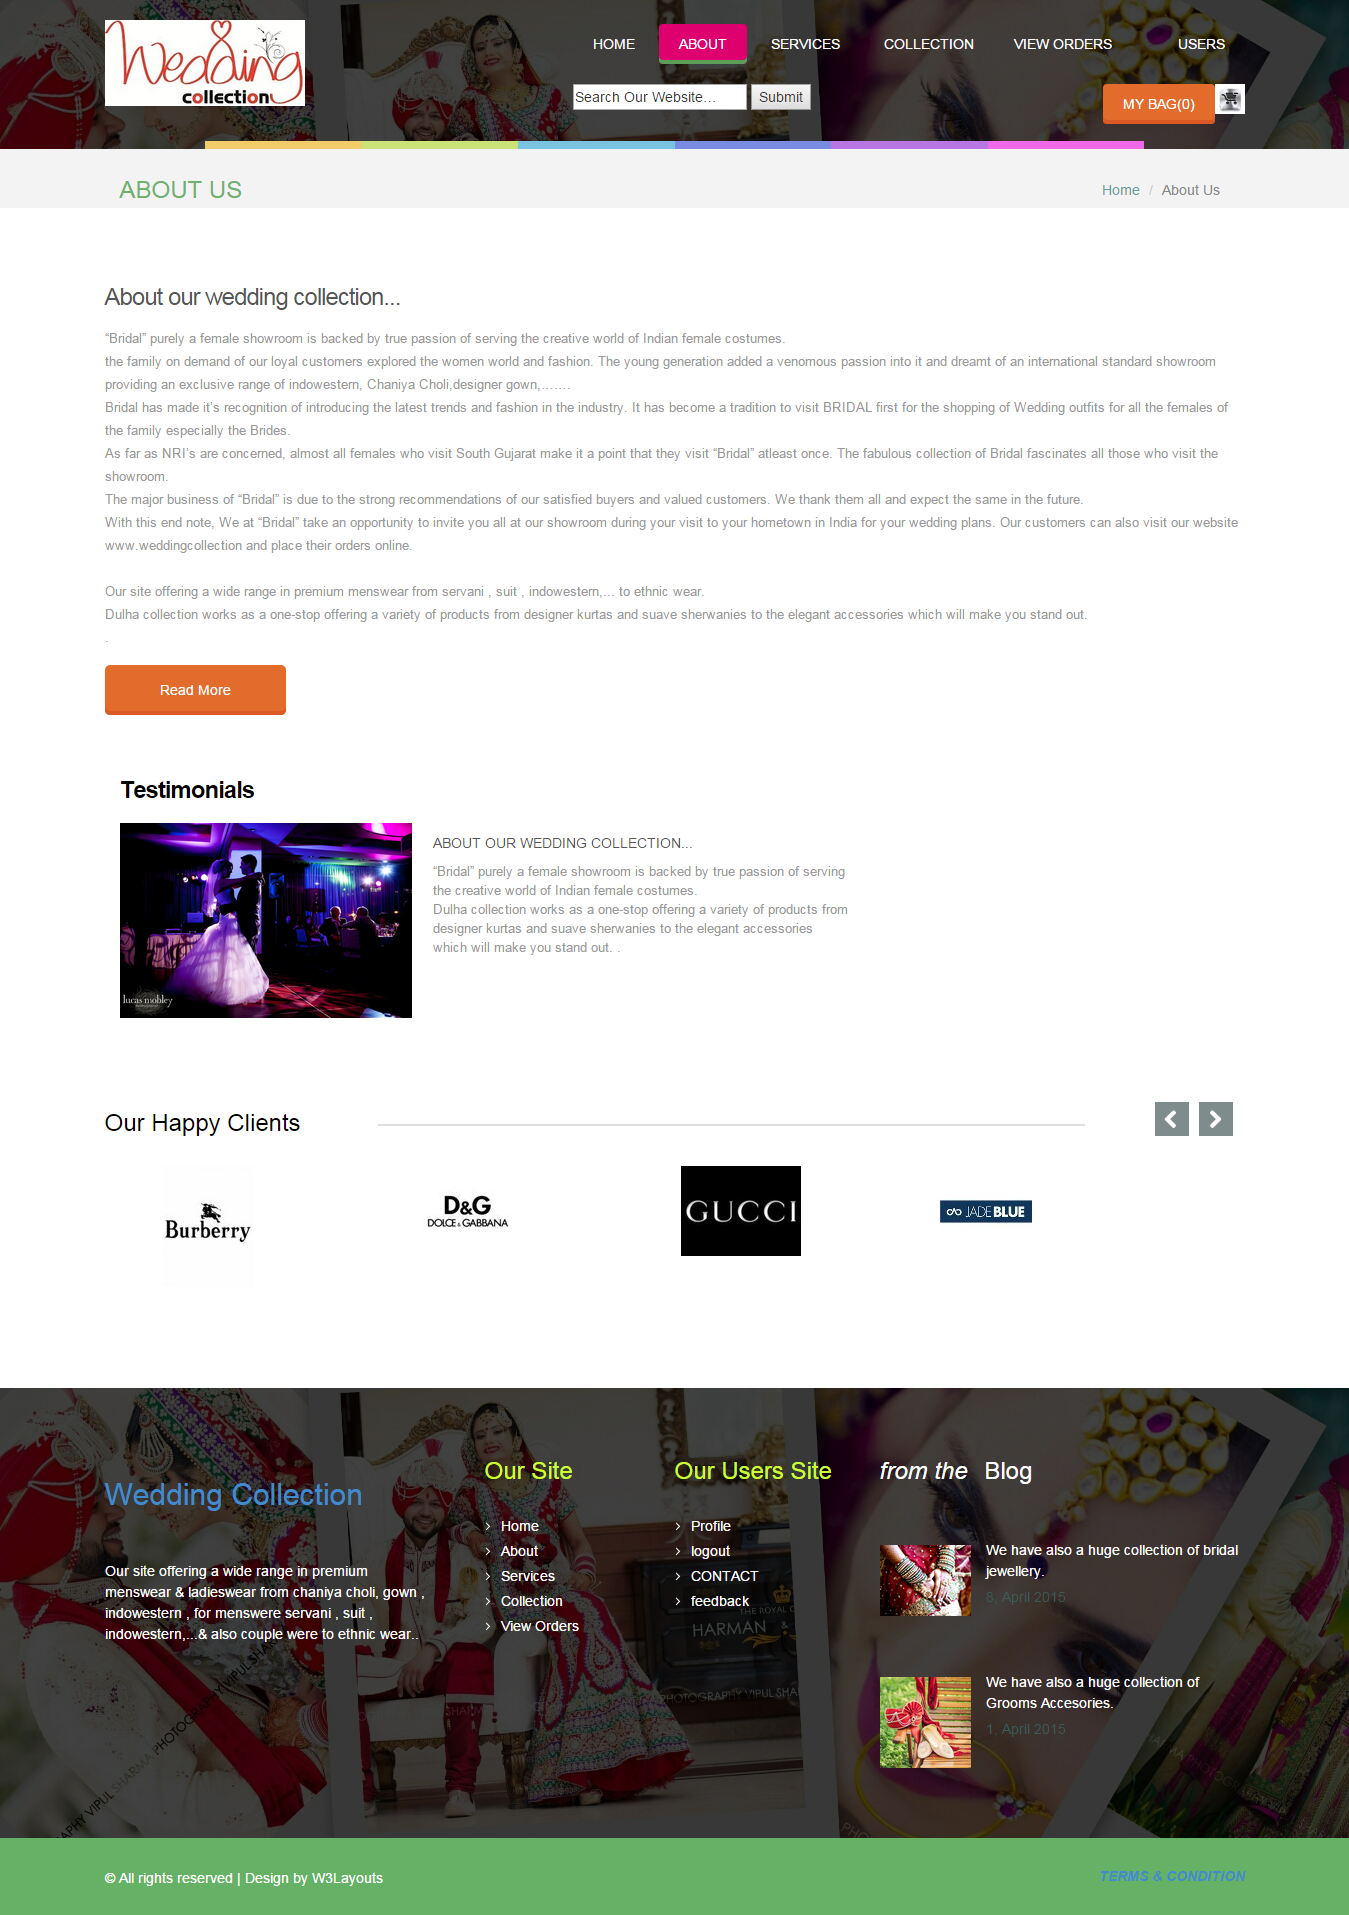 Wedding
collection
HOME ABOUT SERVICES COLLECTION VIEW ORDERS USERS
Search Our Website... Submit
MY BAG(0)
ABOUT US
Home / About Us
About our wedding collection...
“Bridal” purely a female showroom is backed by true passion of serving the creative world of Indian female costumes.
the family on demand of our loyal customers explored the women world and fashion. The young generation added a venomous passion into it and dreamt of an international standard showroom
providing an exclusive range of indowestern, Chaniya Choli,designer gown,.......
Bridal has made it’s recognition of introducing the latest trends and fashion in the industry. It has become a tradition to visit BRIDAL first for the shopping of Wedding outfits for all the females of
the family especially the Brides.
As far as NRI’s are concerned, almost all females who visit South Gujarat make it a point that they visit “Bridal” atleast once. The fabulous collection of Bridal fascinates all those who visit the
showroom.
The major business of “Bridal” is due to the strong recommendations of our satisfied buyers and valued customers. We thank them all and expect the same in the future.
With this end note, We at “Bridal” take an opportunity to invite you all at our showroom during your visit to your hometown in India for your wedding plans. Our customers can also visit our website
www.weddingcollection and place their orders online.
Our site offering a wide range in premium menswear from servani , suit , indowestern,... to ethnic wear.
Dulha collection works as a one-stop offering a variety of products from designer kurtas and suave sherwanies to the elegant accessories which will make you stand out.
.
Read More
Testimonials
lucas mobley
ABOUT OUR WEDDING COLLECTION...
“Bridal” purely a female showroom is backed by true passion of serving
the creative world of Indian female costumes.
Dulha collection works as a one-stop offering a variety of products from
designer kurtas and suave sherwanies to the elegant accessories
which will make you stand out. .
Our Happy Clients
Burberry
D&G
DOLCE & GABBANA
GUCCI
JADEBLUE
Wedding Collection
Our site offering a wide range in premium
menswear & ladieswear from chaniya choli, gown ,
indowestern , for menswere servani , suit ,
indowestern,...& also couple were to ethnic wear..
Our Site
Home
About
Services
Collection
View Orders
Our Users Site
Profile
logout
CONTACT
feedback
from the Blog
We have also a huge collection of bridal
jewellery.
8, April 2015
We have also a huge collection of
Grooms Accesories.
1, April 2015
THE ROYAL
HARMAN &
PHOTOGRAPHY VIPUL SHARMA
© All rights reserved | Design by W3Layouts
TERMS & CONDITION